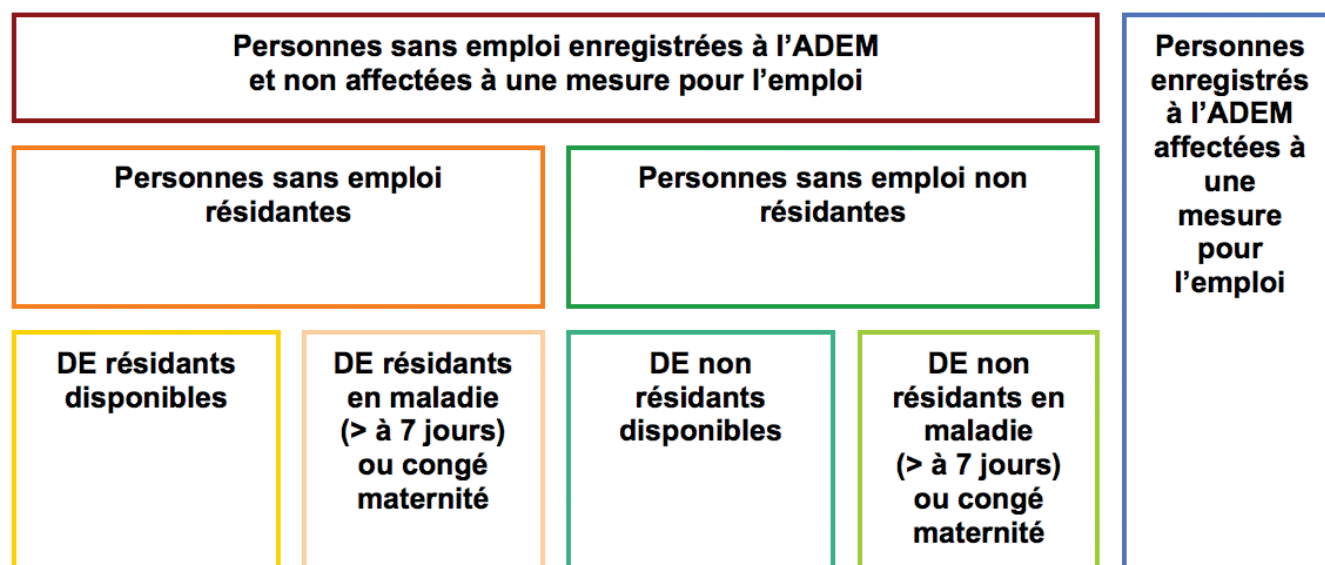 Personnes sans emploi enregistrées à l’ADEM
et non affectées à une mesure pour l’emploi
Personnes
enregistrés
à l’ADEM
affectées à
une
mesure
pour
l’emploi
Personnes sans emploi
résidantes
Personnes sans emploi non
résidantes
DE résidants
disponibles
DE résidants
en maladie
(> à 7 jours)
ou congé
maternité
DE non
résidants
disponibles
DE non
résidants en
maladie
(> à 7 jours)
ou congé
maternité